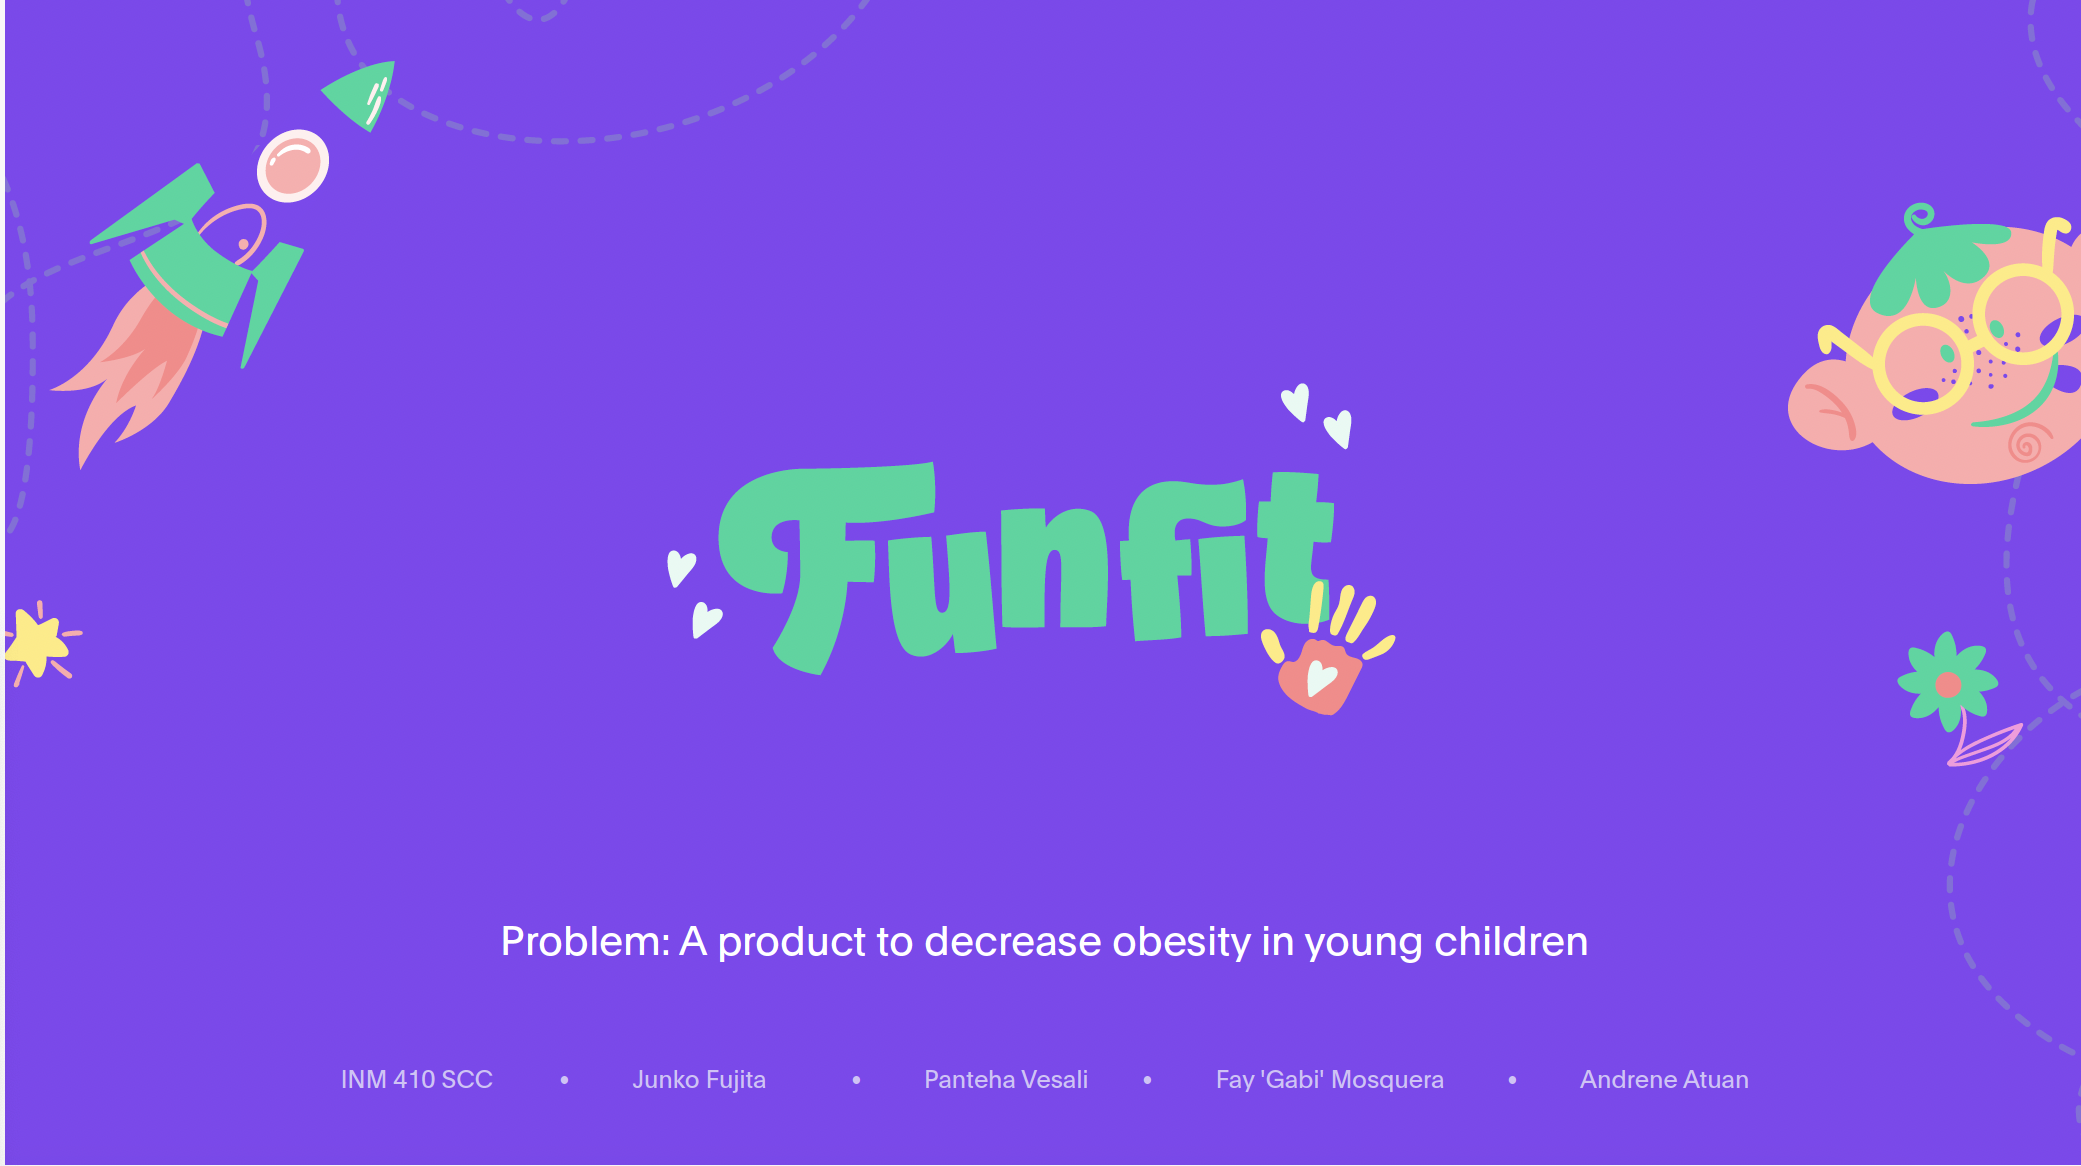 Funfit
Problem: A product to decrease obesity in young children
INM 410 SCC • Junko Fujita • Panteha Vesali • Fay 'Gabi' Mosquera • Andrene Atuan